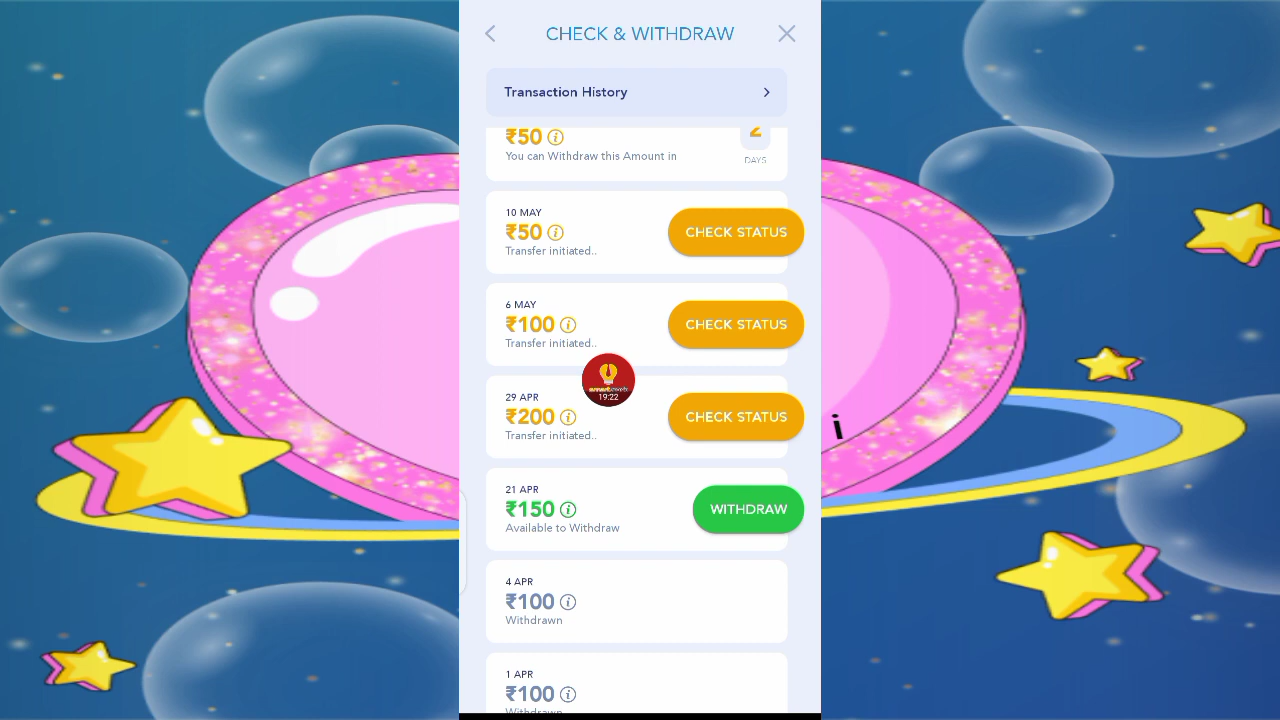 CHECK & WITHDRAW
Transaction History
₹50
You can Withdraw this Amount in
DAYS
10 MAY
₹50
Transfer initiated..
CHECK STATUS
6 MAY
₹100
Transfer initiated..
CHECK STATUS
19:22
29 APR
₹200
Transfer initiated..
CHECK STATUS
i
21 APR
₹150
Available to Withdraw
WITHDRAW
4 APR
₹100
Withdrawn
1 APR
₹100
Withdrawn